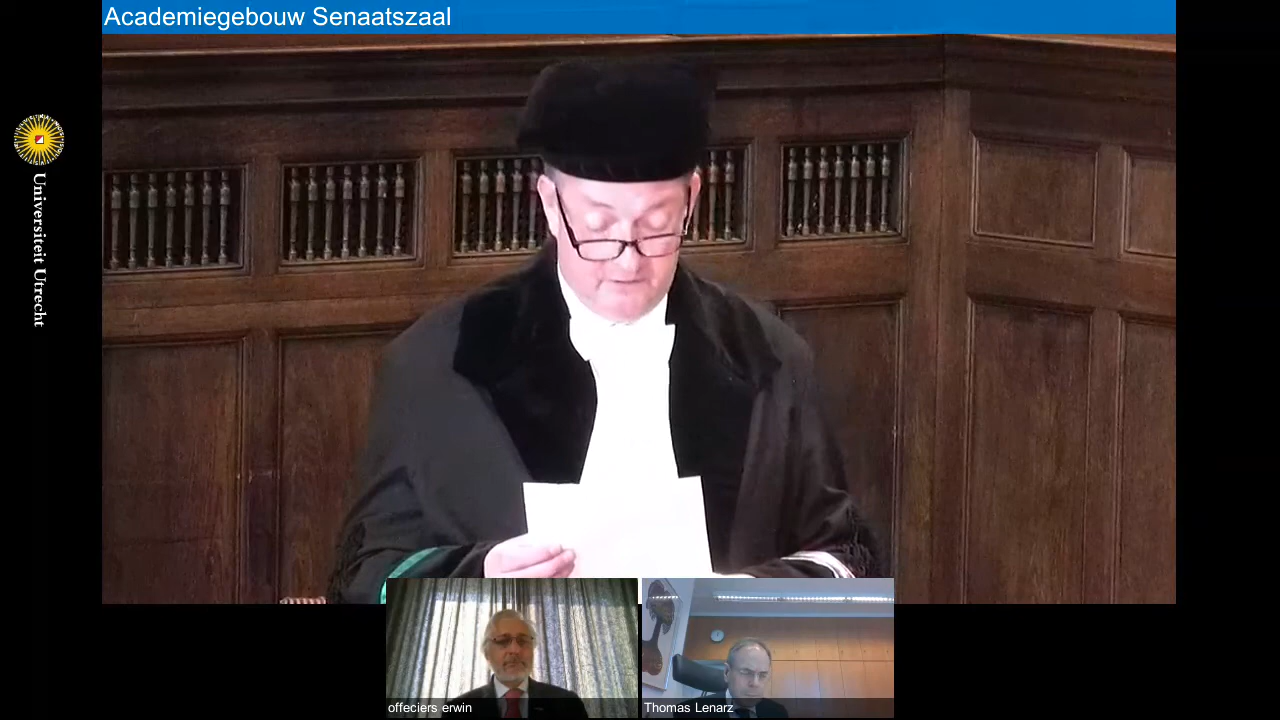 Academiegebouw Senaatszaal
Universiteit Utrecht
offeciers erwin
Thomas Lenarz